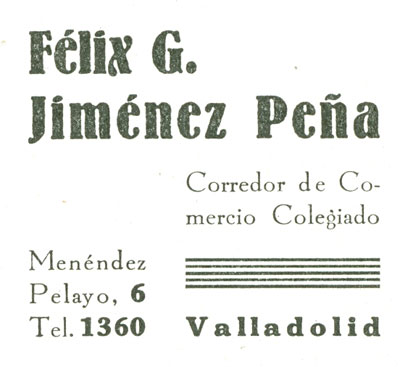 Félix G.
Jiménez Peña
Corredor de Co-
mercio Colegiado
Menéndez
Pelayo, 6
Tel. 1360
Valladolid